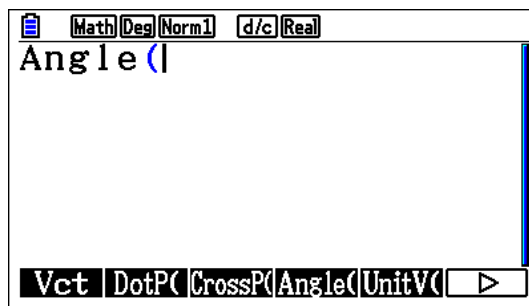 Math Deg Norm1 d/c Real
Angle(
Vct DotP( CrossP( Angle( UnitV(